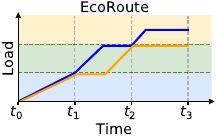 EcoRoute
Load
t₀ t₁ t₂ t₃
Time